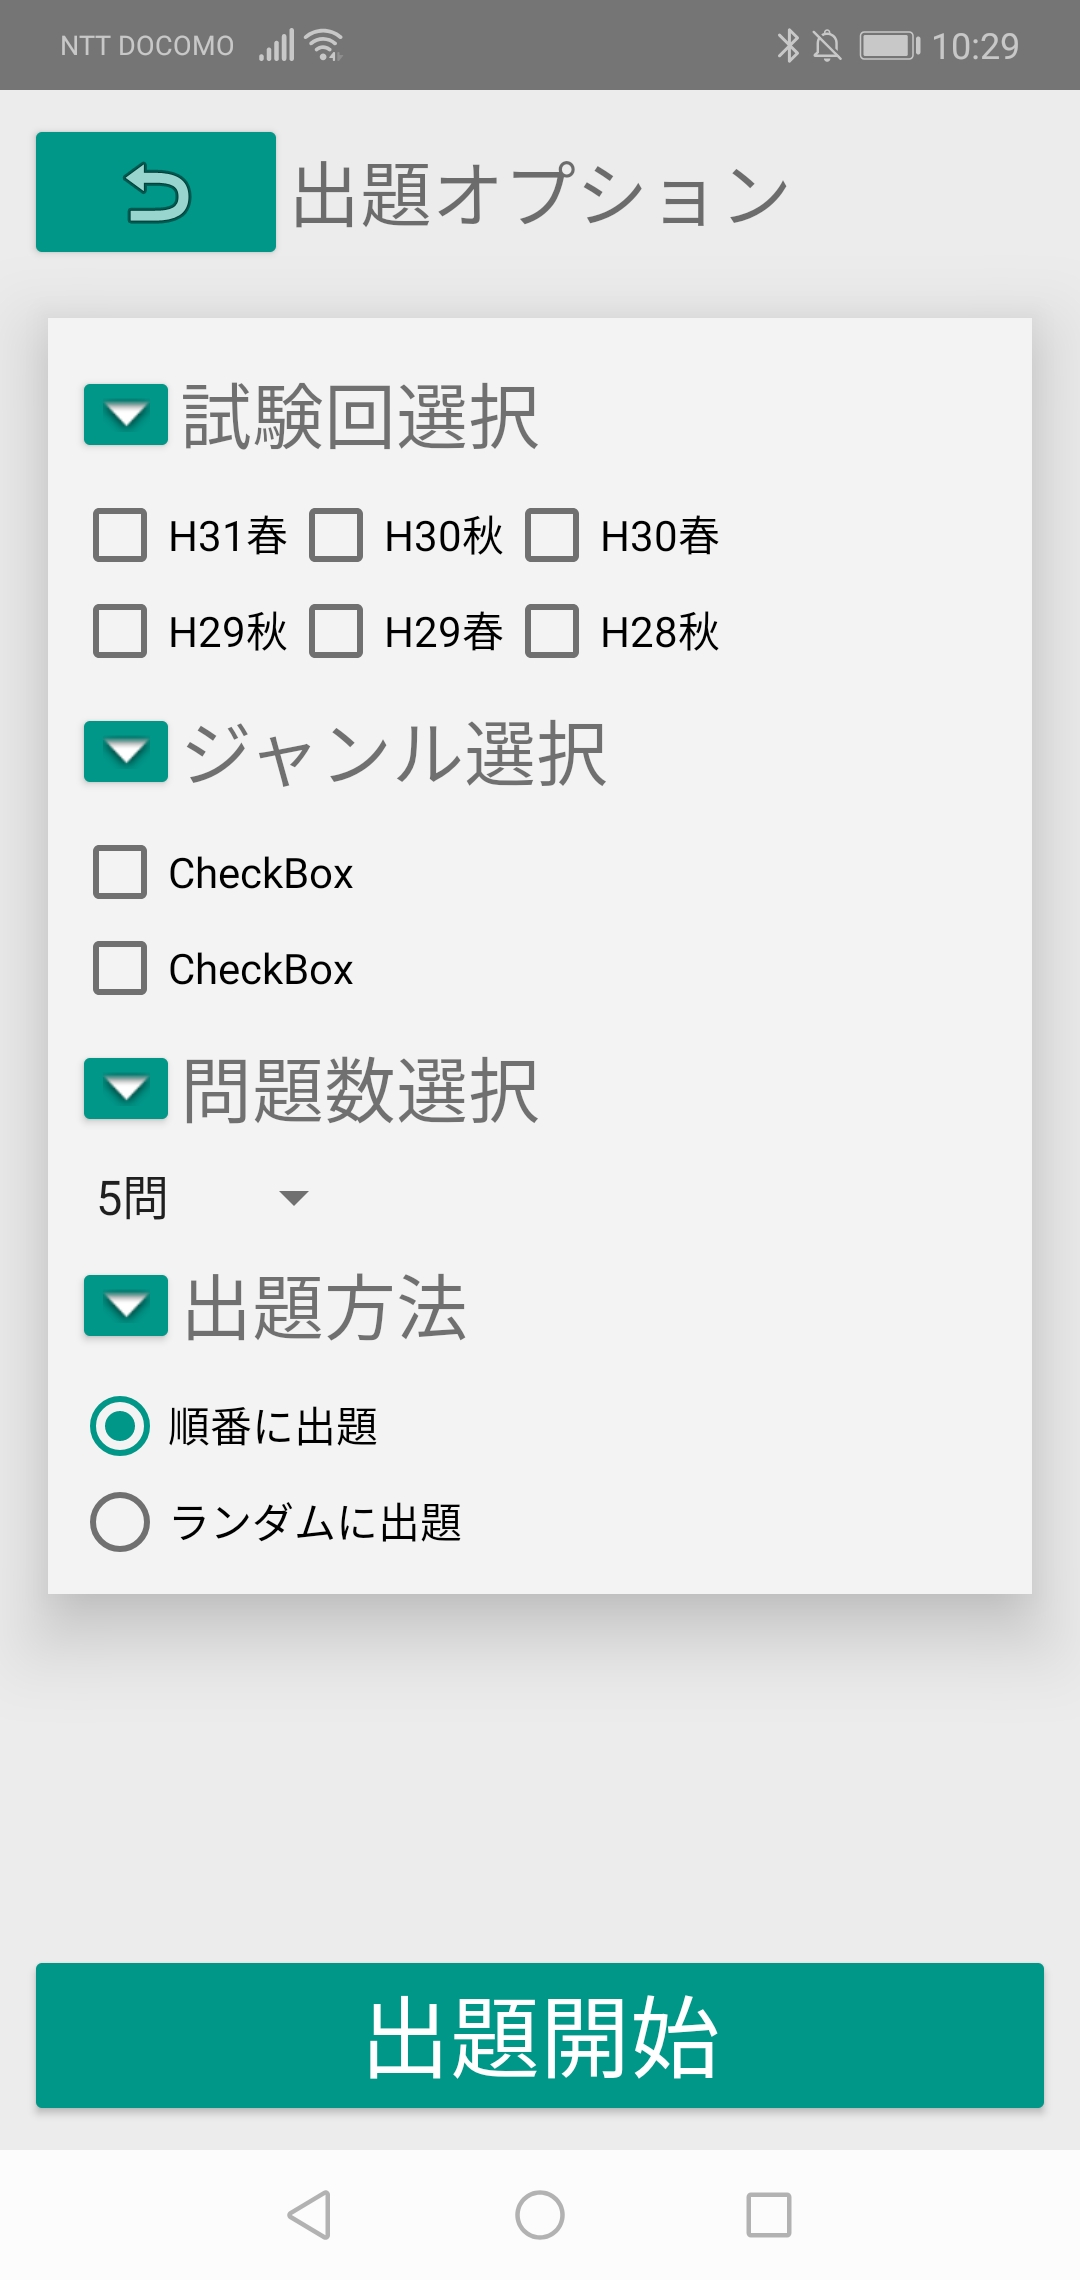 NTT DOCOMO 10:29
出題オプション
試験回選択
H31春 H30秋 H30春
H29秋 H29春 H28秋
ジャンル選択
CheckBox
CheckBox
問題数選択
5問
出題方法
順番に出題
ランダムに出題
出題開始